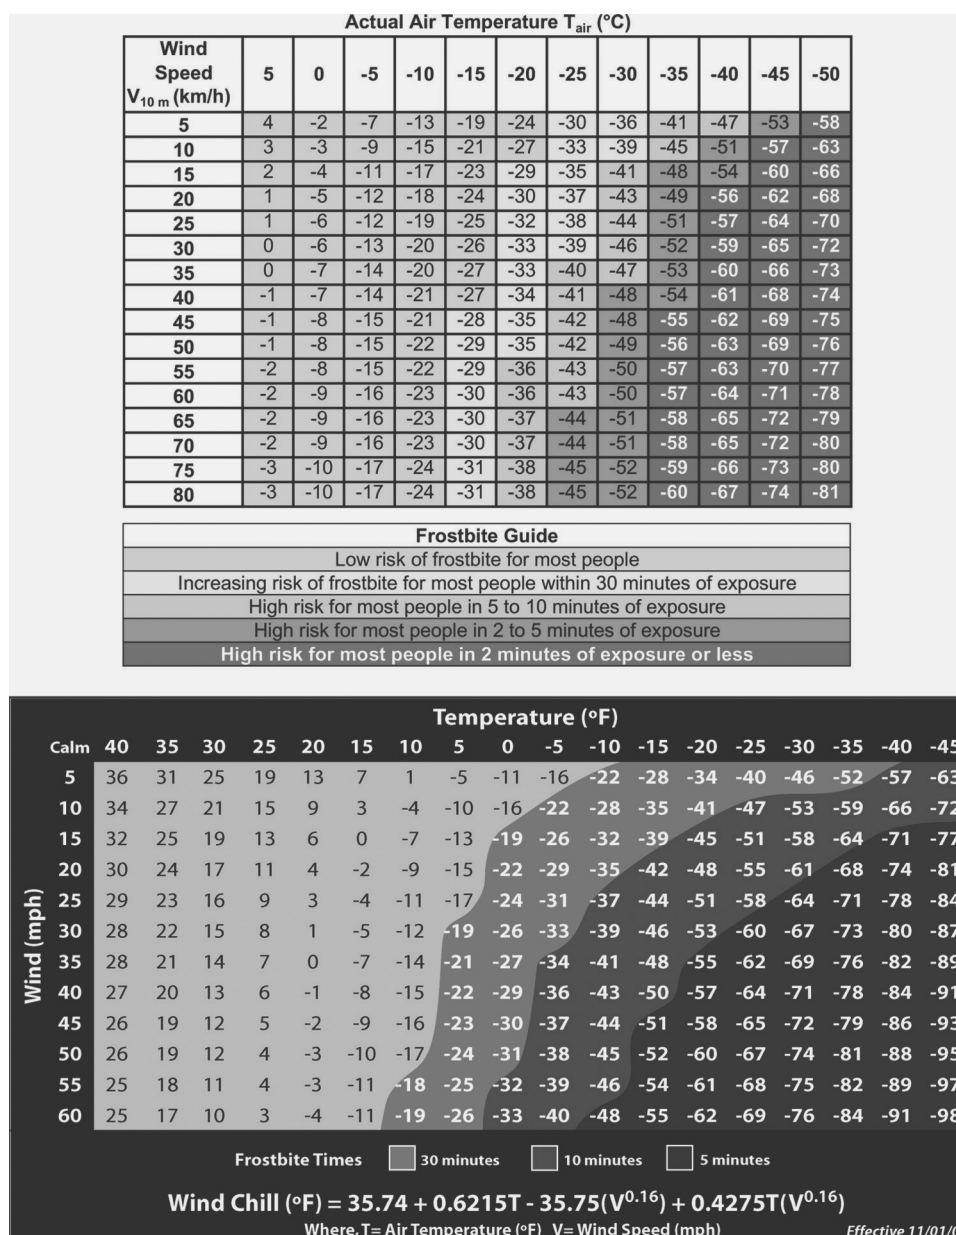 Actual Air Temperature Tair (°C)
Wind Speed V10 m (km/h) 5 0 -5 -10 -15 -20 -25 -30 -35 -40 -45 -50
5 4 -2 -7 -13 -19 -24 -30 -36 -41 -47 -53 -58
10 3 -3 -9 -15 -21 -27 -33 -39 -45 -51 -57 -63
15 2 -4 -11 -17 -23 -29 -35 -41 -48 -54 -60 -66
20 1 -5 -12 -18 -24 -30 -37 -43 -49 -56 -62 -68
25 1 -6 -12 -19 -25 -32 -38 -44 -51 -57 -64 -70
30 0 -6 -13 -20 -26 -33 -39 -46 -52 -59 -65 -72
35 0 -7 -14 -20 -27 -33 -40 -47 -53 -60 -66 -73
40 -1 -7 -14 -21 -27 -34 -41 -48 -54 -61 -68 -74
45 -1 -8 -15 -21 -28 -35 -42 -48 -55 -62 -69 -75
50 -1 -8 -15 -22 -29 -35 -42 -49 -56 -63 -69 -76
55 -2 -8 -15 -22 -29 -36 -43 -50 -57 -63 -70 -77
60 -2 -9 -16 -23 -30 -36 -43 -50 -57 -64 -71 -78
65 -2 -9 -16 -23 -30 -37 -44 -51 -58 -65 -72 -79
70 -2 -9 -16 -23 -30 -37 -44 -51 -58 -65 -72 -80
75 -3 -10 -17 -24 -31 -38 -45 -52 -59 -66 -73 -80
80 -3 -10 -17 -24 -31 -38 -45 -52 -60 -67 -74 -81
Frostbite Guide
Low risk of frostbite for most people
Increasing risk of frostbite for most people within 30 minutes of exposure
High risk for most people in 5 to 10 minutes of exposure
High risk for most people in 2 to 5 minutes of exposure
High risk for most people in 2 minutes of exposure or less
Temperature (ºF)
Calm 40 35 30 25 20 15 10 5 0 -5 -10 -15 -20 -25 -30 -35 -40 -45
Wind (mph)
5 36 31 25 19 13 7 1 -5 -11 -16 -22 -28 -34 -40 -46 -52 -57 -63
10 34 27 21 15 9 3 -4 -10 -16 -22 -28 -35 -41 -47 -53 -59 -66 -72
15 32 25 19 13 6 0 -7 -13 -19 -26 -32 -39 -45 -51 -58 -64 -71 -77
20 30 24 17 11 4 -2 -9 -15 -22 -29 -35 -42 -48 -55 -61 -68 -74 -81
25 29 23 16 9 3 -4 -11 -17 -24 -31 -37 -44 -51 -58 -64 -71 -78 -84
30 28 22 15 8 1 -5 -12 -19 -26 -33 -39 -46 -53 -60 -67 -73 -80 -87
35 28 21 14 7 0 -7 -14 -21 -27 -34 -41 -48 -55 -62 -69 -76 -82 -89
40 27 20 13 6 -1 -8 -15 -22 -29 -36 -43 -50 -57 -64 -71 -78 -84 -91
45 26 19 12 5 -2 -9 -16 -23 -30 -37 -44 -51 -58 -65 -72 -79 -86 -93
50 26 19 12 4 -3 -10 -17 -24 -31 -38 -45 -52 -60 -67 -74 -81 -88 -95
55 25 18 11 4 -3 -11 -18 -25 -32 -39 -46 -54 -61 -68 -75 -82 -89 -97
60 25 17 10 3 -4 -11 -19 -26 -33 -40 -48 -55 -62 -69 -76 -84 -91 -98
Frostbite Times 30 minutes 10 minutes 5 minutes
Wind Chill (ºF) = 35.74 + 0.6215T - 35.75(V0.16) + 0.4275T(V0.16)
Where, T= Air Temperature (ºF) V= Wind Speed (mph) Effective 11/01/0